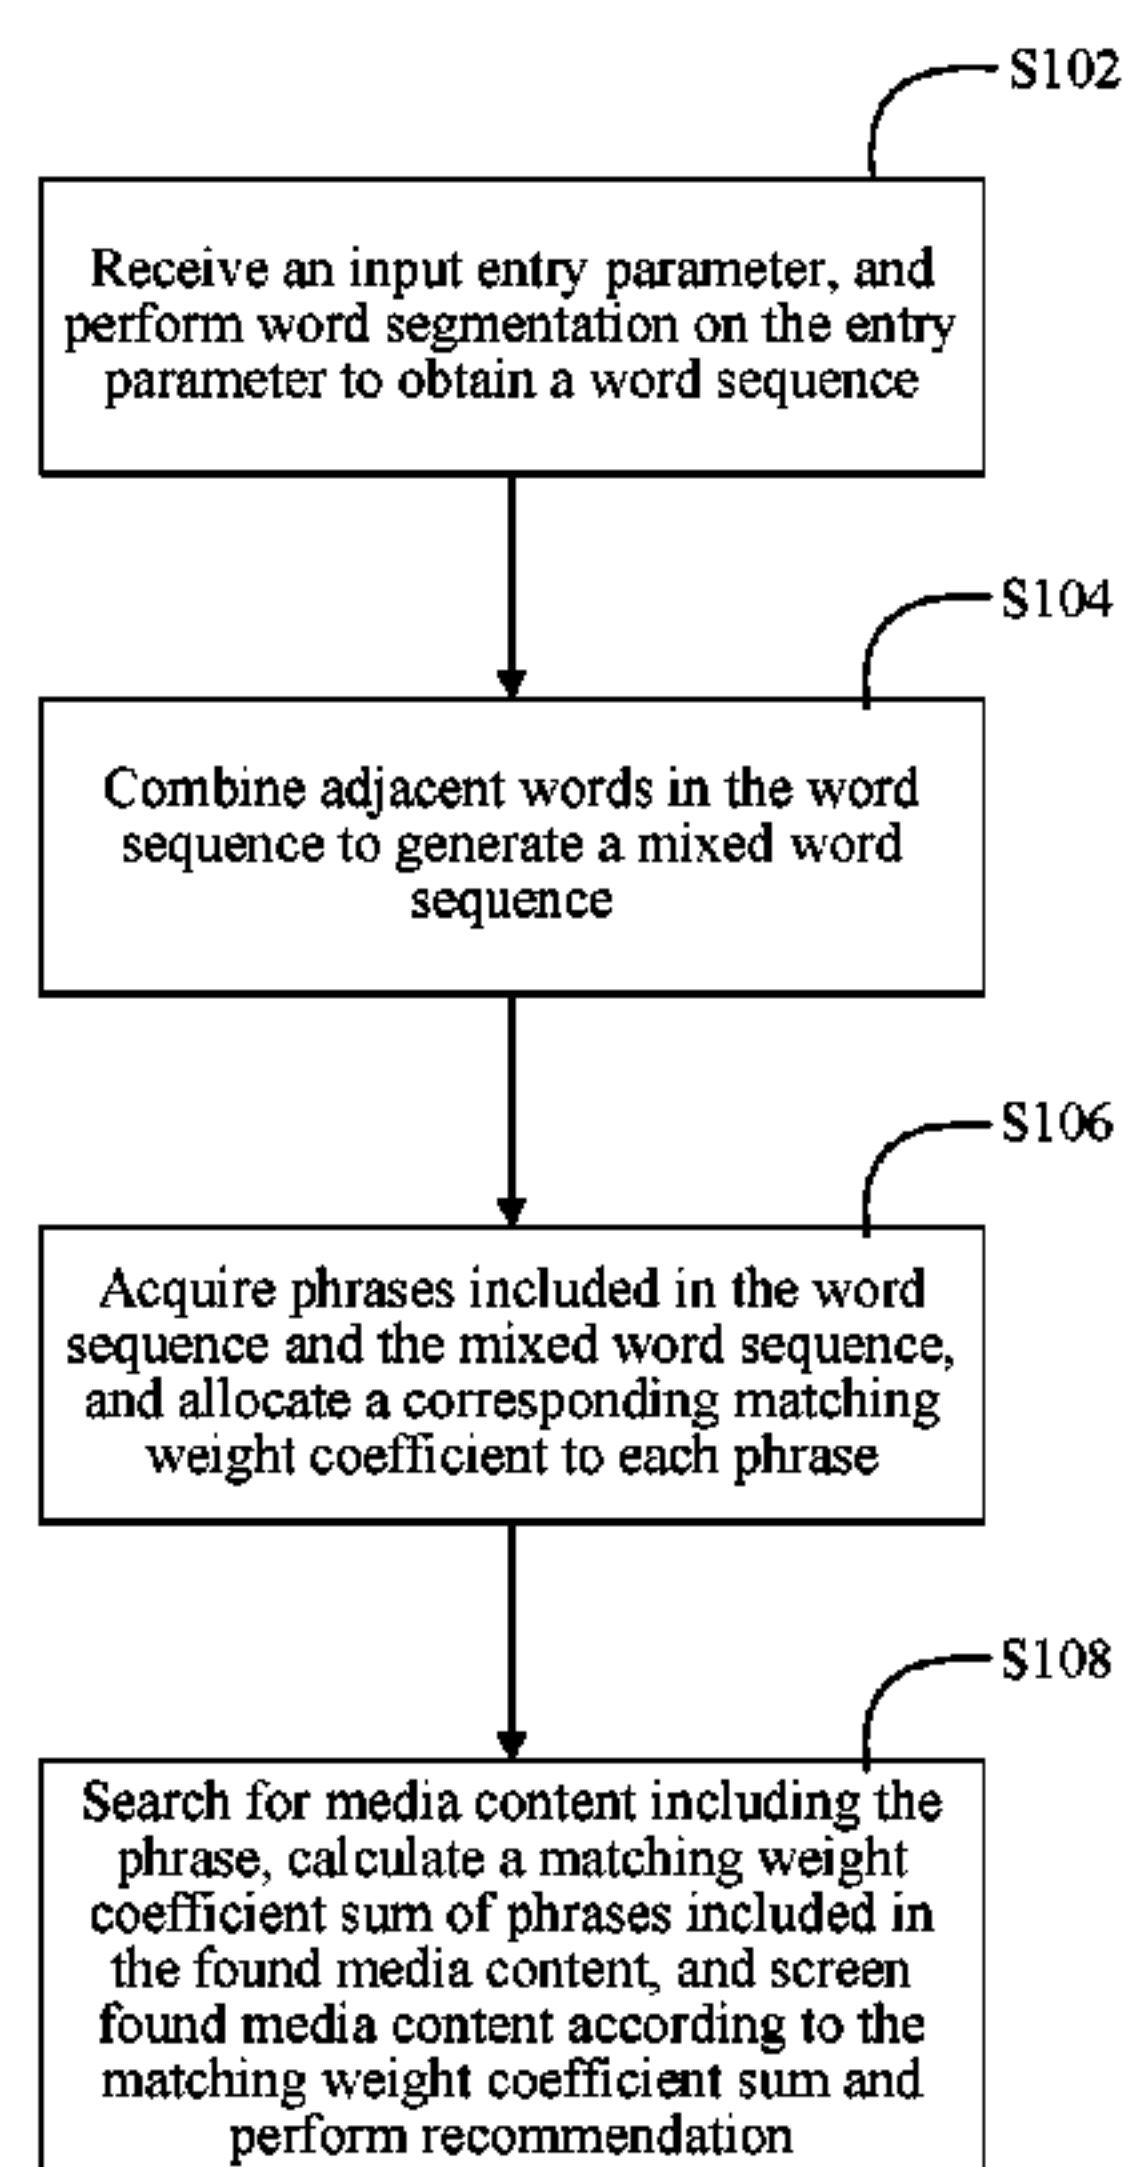 S102
Receive an input entry parameter, and
perform word segmentation on the entry
parameter to obtain a word sequence
S104
Combine adjacent words in the word
sequence to generate a mixed word
sequence
S106
Acquire phrases included in the word
sequence and the mixed word sequence,
and allocate a corresponding matching
weight coefficient to each phrase
S108
Search for media content including the
phrase, calculate a matching weight
coefficient sum of phrases included in
the found media content, and screen
found media content according to the
matching weight coefficient sum and
perform recommendation